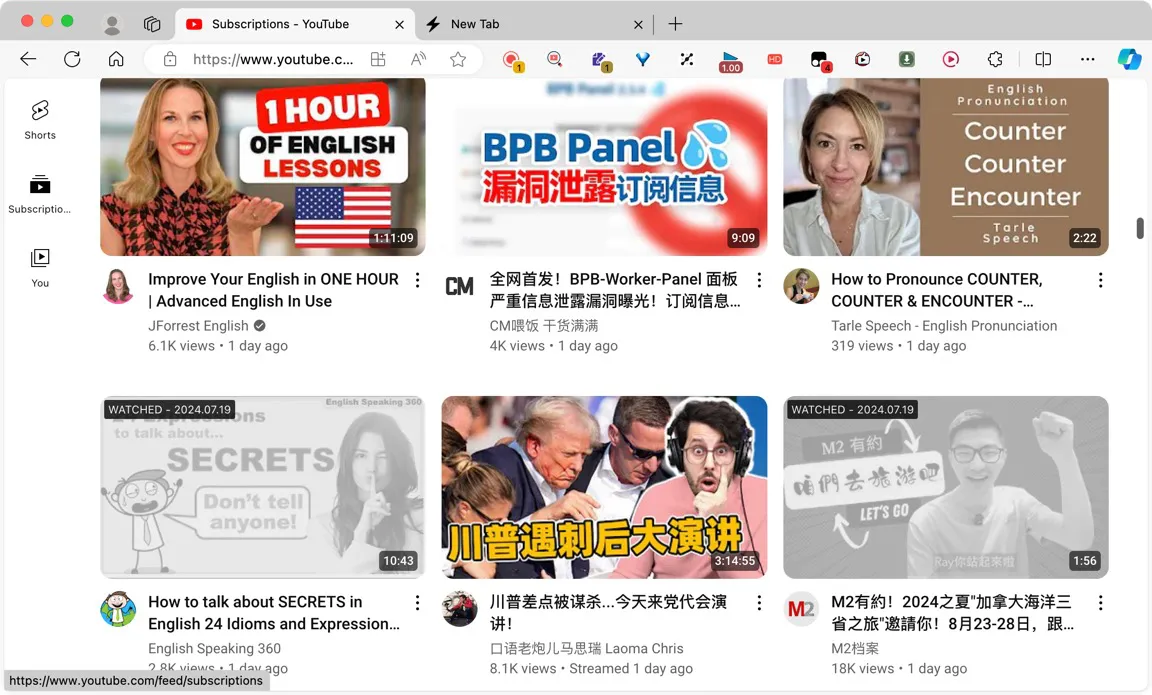 Subscriptions - YouTube
New Tab
https://www.youtube.c...
1
1
1.00
HD
4
Shorts
Subscriptio...
You
1 HOUR
OF ENGLISH
LESSONS
1:11:09
BPB Panel
漏洞泄露订阅信息
9:09
English
Pronunciation
Counter
Counter
Encounter
Tarle
Speech
2:22
Improve Your English in ONE HOUR
| Advanced English In Use
JForrest English
6.1K views • 1 day ago
CM
全网首发！BPB-Worker-Panel 面板
严重信息泄露漏洞曝光！订阅信息...
CM喂饭 干货满满
4K views • 1 day ago
How to Pronounce COUNTER,
COUNTER & ENCOUNTER -...
Tarle Speech - English Pronunciation
319 views • 1 day ago
WATCHED - 2024.07.19
English Speaking 360
Expressions
to talk about...
SECRETS
Don't tell
anyone!
10:43
川普遇刺后大演讲
3:14:55
WATCHED - 2024.07.19
M2 有約
咱們去旅游吧
LET'S GO
Ray你站起来啦
1:56
How to talk about SECRETS in
English 24 Idioms and Expression...
English Speaking 360
2.8K views • 1 day ago
川普差点被谋杀...今天来党代会演
讲！
口语老炮儿马思瑞 Laoma Chris
8.1K views • Streamed 1 day ago
M2
M2有約！2024之夏"加拿大海洋三
省之旅"邀請你！8月23-28日，跟...
M2档案
18K views • 1 day ago
https://www.youtube.com/feed/subscriptions